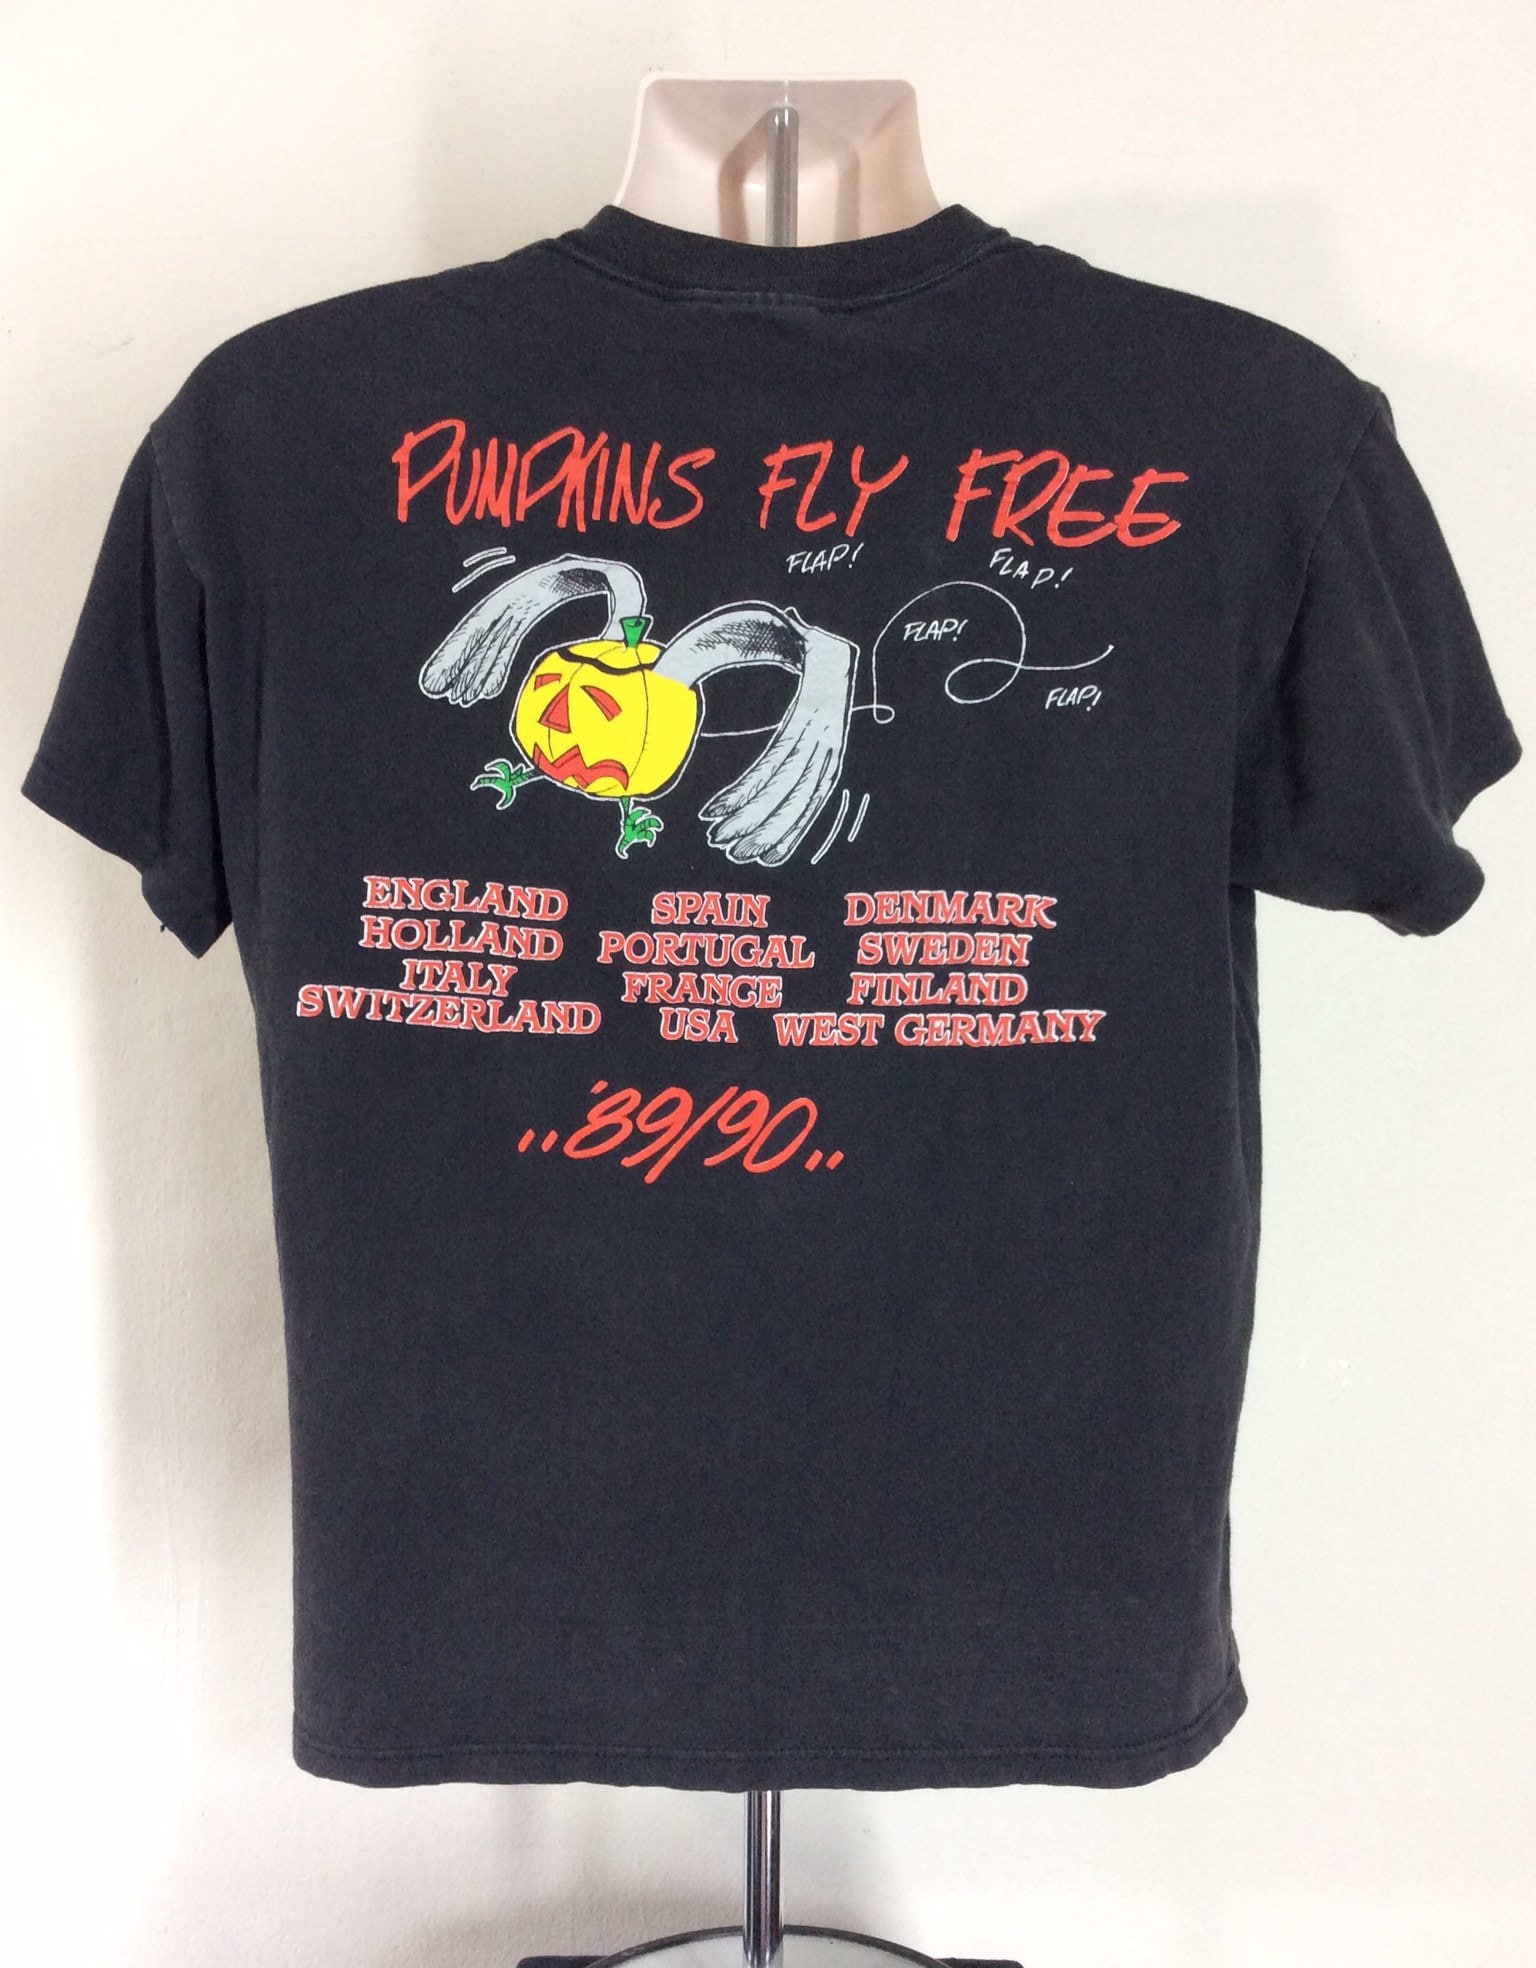 PUMPKINS FLY FREE
FLAP! FLAP!
FLAP!
FLAP!
ENGLAND SPAIN DENMARK
HOLLAND PORTUGAL SWEDEN
ITALY FRANCE FINLAND
SWITZERLAND USA WEST GERMANY
..'89/90..